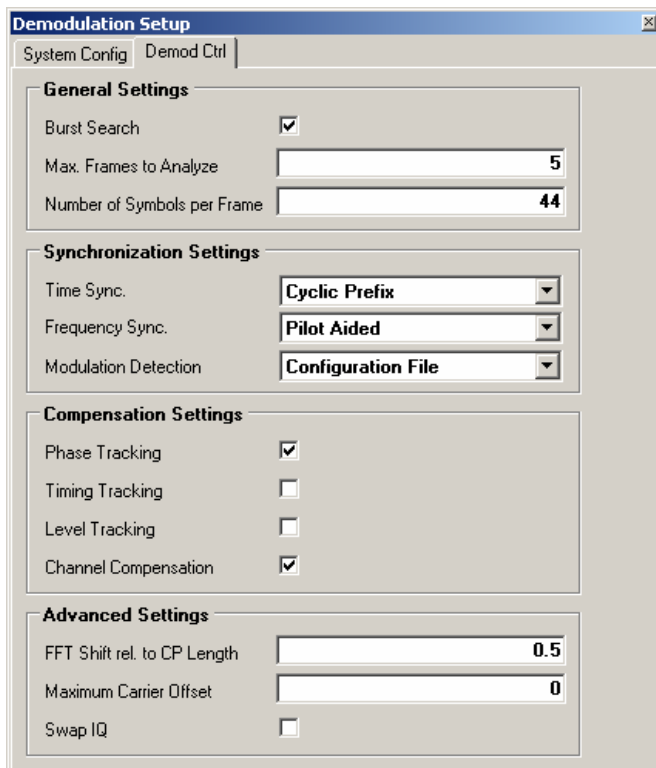 Demodulation Setup
System Config Demod Ctrl
General Settings
Burst Search
Max. Frames to Analyze 5
Number of Symbols per Frame 44
Synchronization Settings
Time Sync. Cyclic Prefix
Frequency Sync. Pilot Aided
Modulation Detection Configuration File
Compensation Settings
Phase Tracking
Timing Tracking
Level Tracking
Channel Compensation
Advanced Settings
FFT Shift rel. to CP Length 0.5
Maximum Carrier Offset 0
Swap IQ